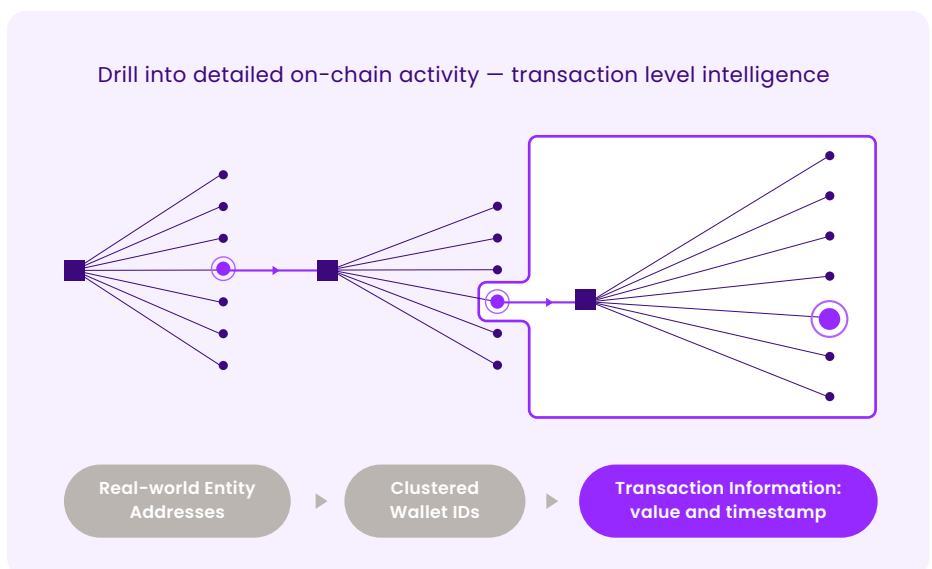 Drill into detailed on-chain activity — transaction level intelligence
Real-world Entity
Addresses
Clustered
Wallet IDs
Transaction Information:
value and timestamp